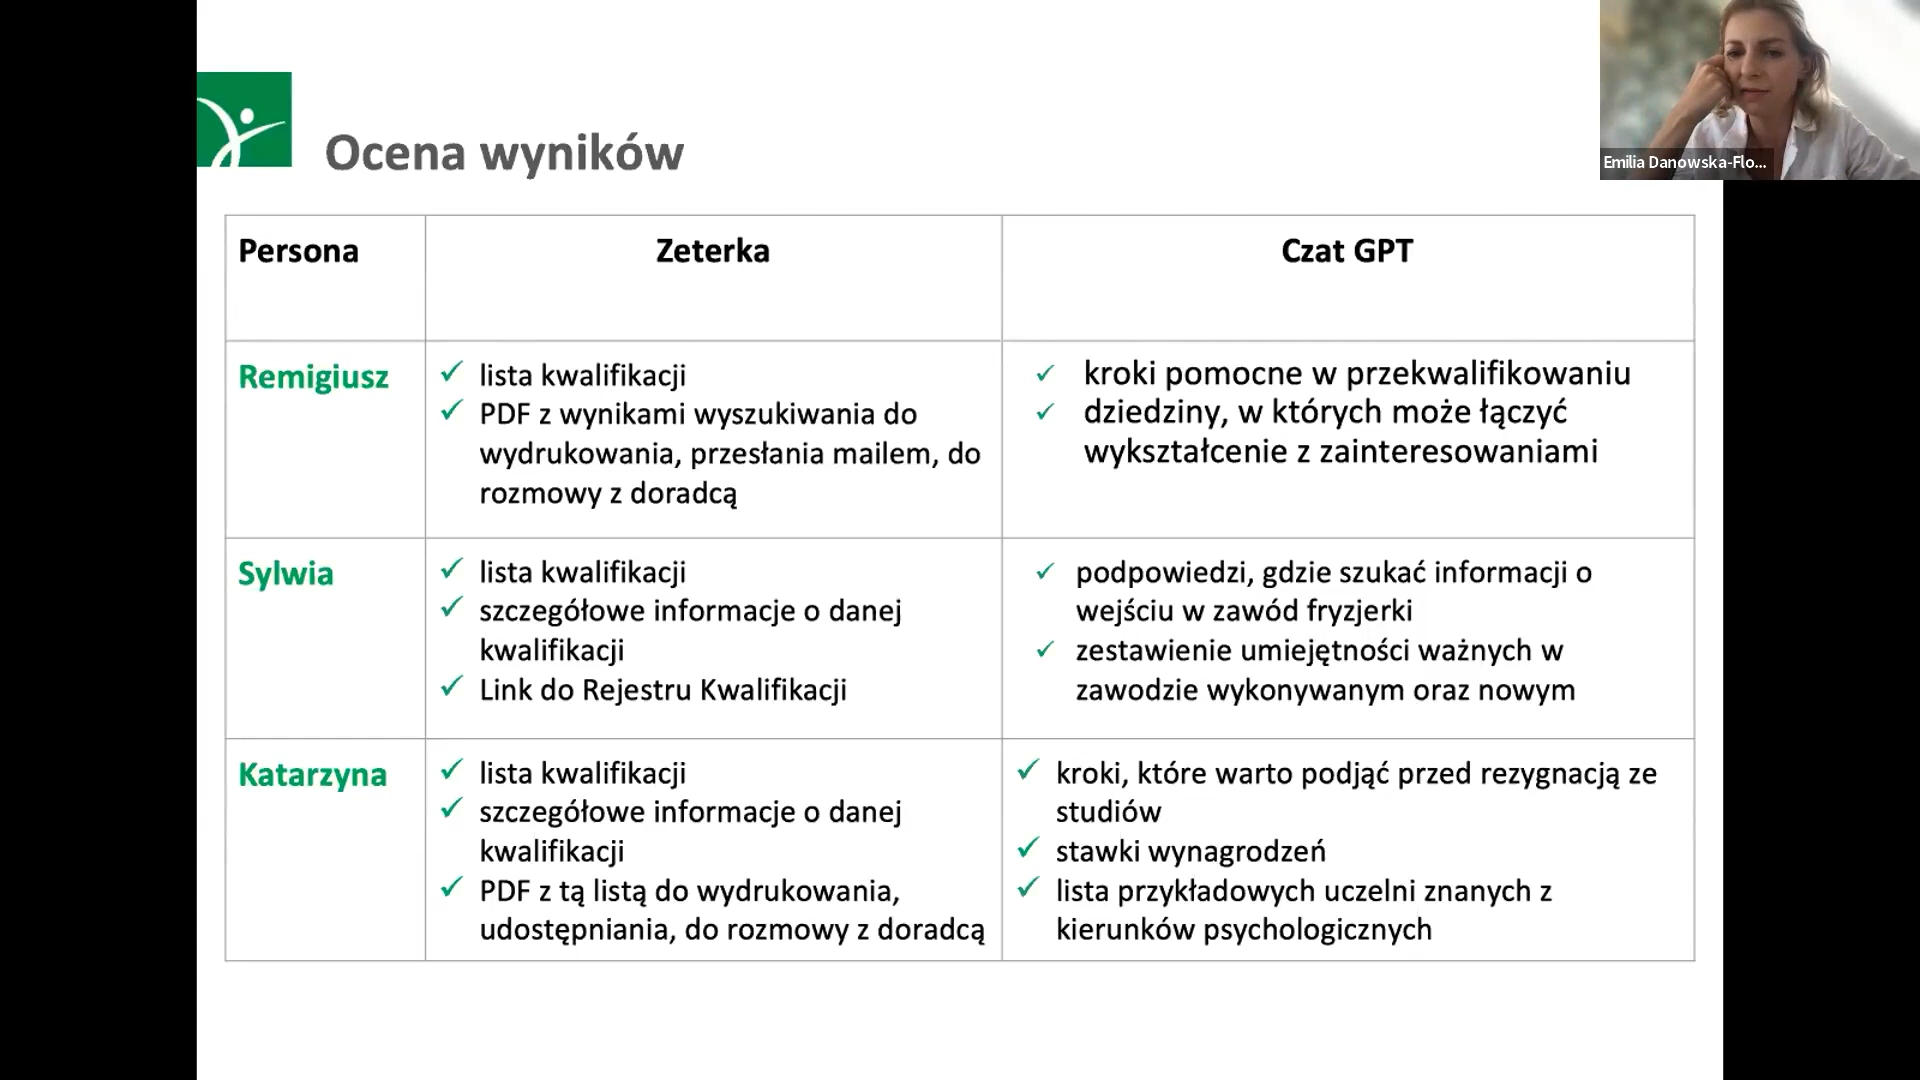 Emilia Danowska-Flo...
Ocena wyników
Persona
Zeterka
Czat GPT
Remigiusz
lista kwalifikacji
PDF z wynikami wyszukiwania do
wydrukowania, przesłania mailem, do
rozmowy z doradcą
kroki pomocne w przekwalifikowaniu
dziedziny, w których może łączyć
wykształcenie z zainteresowaniami
Sylwia
lista kwalifikacji
szczegółowe informacje o danej
kwalifikacji
Link do Rejestru Kwalifikacji
podpowiedzi, gdzie szukać informacji o
wejściu w zawód fryzjerki
zestawienie umiejętności ważnych w
zawodzie wykonywanym oraz nowym
Katarzyna
lista kwalifikacji
szczegółowe informacje o danej
kwalifikacji
PDF z tą listą do wydrukowania,
udostępniania, do rozmowy z doradcą
kroki, które warto podjąć przed rezygnacją ze
studiów
stawki wynagrodzeń
lista przykładowych uczelni znanych z
kierunków psychologicznych